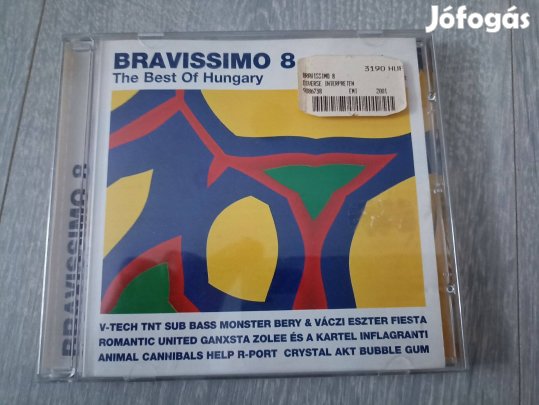 Jófogás
BRAVISSIMO 8
The Best Of Hungary
3190 HUF
BRAVISSIMO 8
DIVERSE INTERPRETEN
EMI 2001
BRAVISSIMO 8
V-TECH TNT SUB BASS MONSTER BERY & VÁCZI ESZTER FIESTA
ROMANTIC UNITED GANXSTA ZOLEE ÉS A KARTEL INFLAGRANTI
ANIMAL CANNIBALS HELP R-PORT CRYSTAL AKT BUBBLE GUM